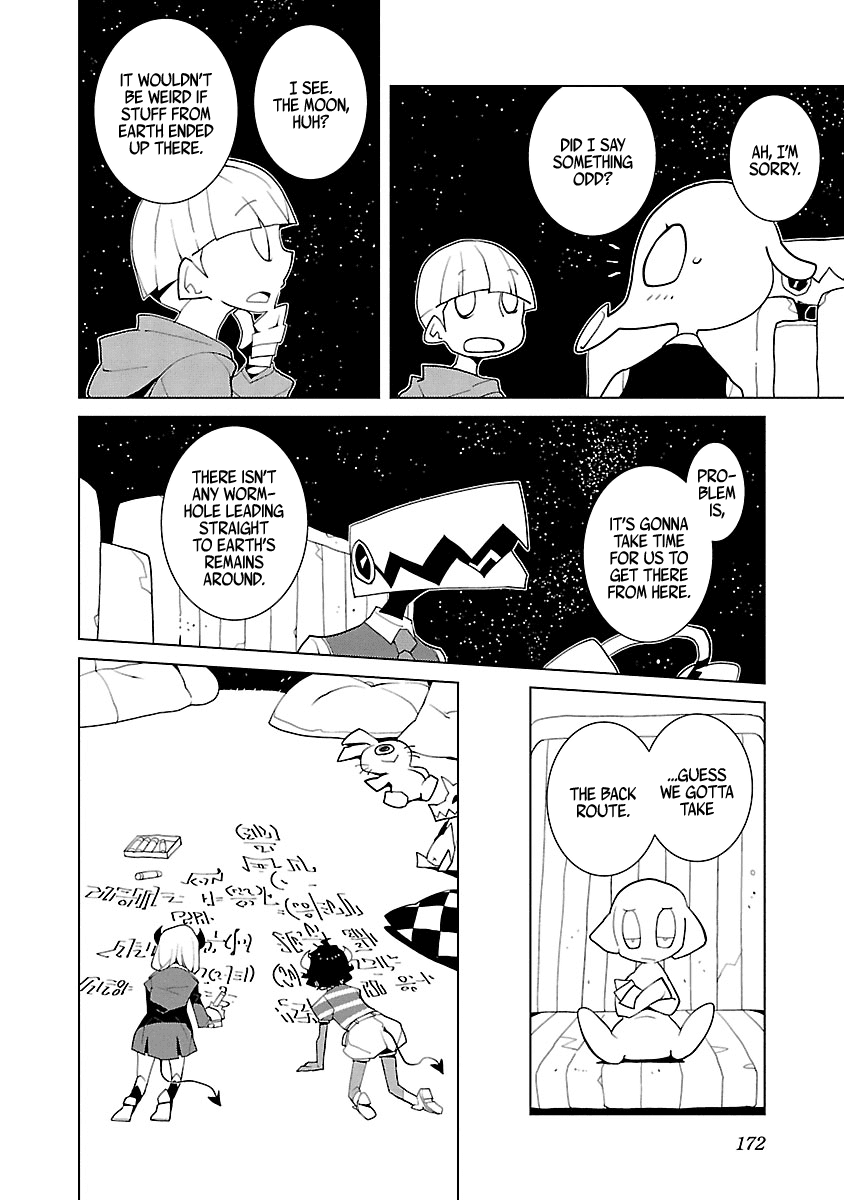 AH, I'M
SORRY.
DID I SAY
SOMETHING
ODD?
I SEE.
THE MOON,
HUH?
IT WOULDN'T
BE WEIRD IF
STUFF FROM
EARTH ENDED
UP THERE.
PRO-
BLEM
IS,
IT'S GONNA
TAKE TIME
FOR US TO
GET THERE
FROM HERE.
THERE ISN'T
ANY WORM-
HOLE LEADING
STRAIGHT
TO EARTH'S
REMAINS
AROUND.
...GUESS
WE GOTTA
TAKE
THE BACK
ROUTE.
172